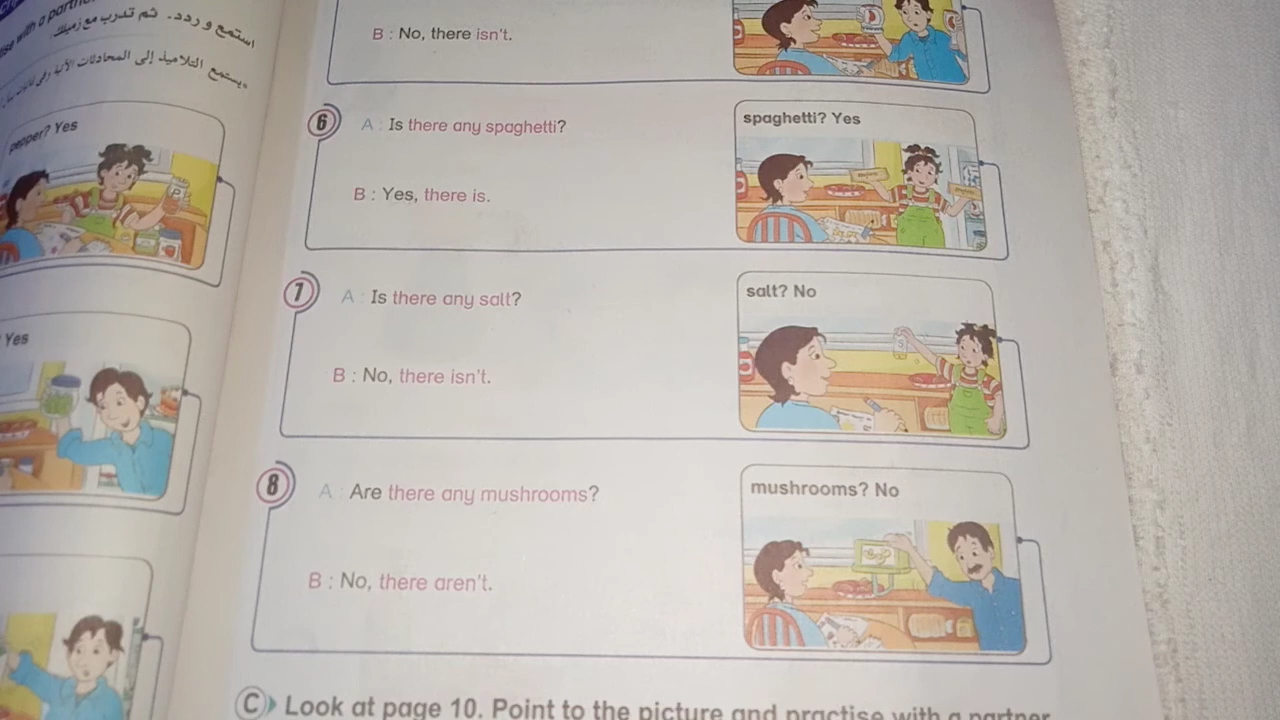 with a
استمع و ردد. ثم تدرب مع زميلك.
يستمع التلاميذ إلى المحادثات الآتية
pepper? Yes
Yes
B : No, there isn't.
6
A : Is there any spaghetti?
spaghetti? Yes
B : Yes, there is.
7
A : Is there any salt?
salt? No
B : No, there isn't.
8
A : Are there any mushrooms?
mushrooms? No
B : No, there aren't.
C Look at page 10. Point to the picture and practise with a partner